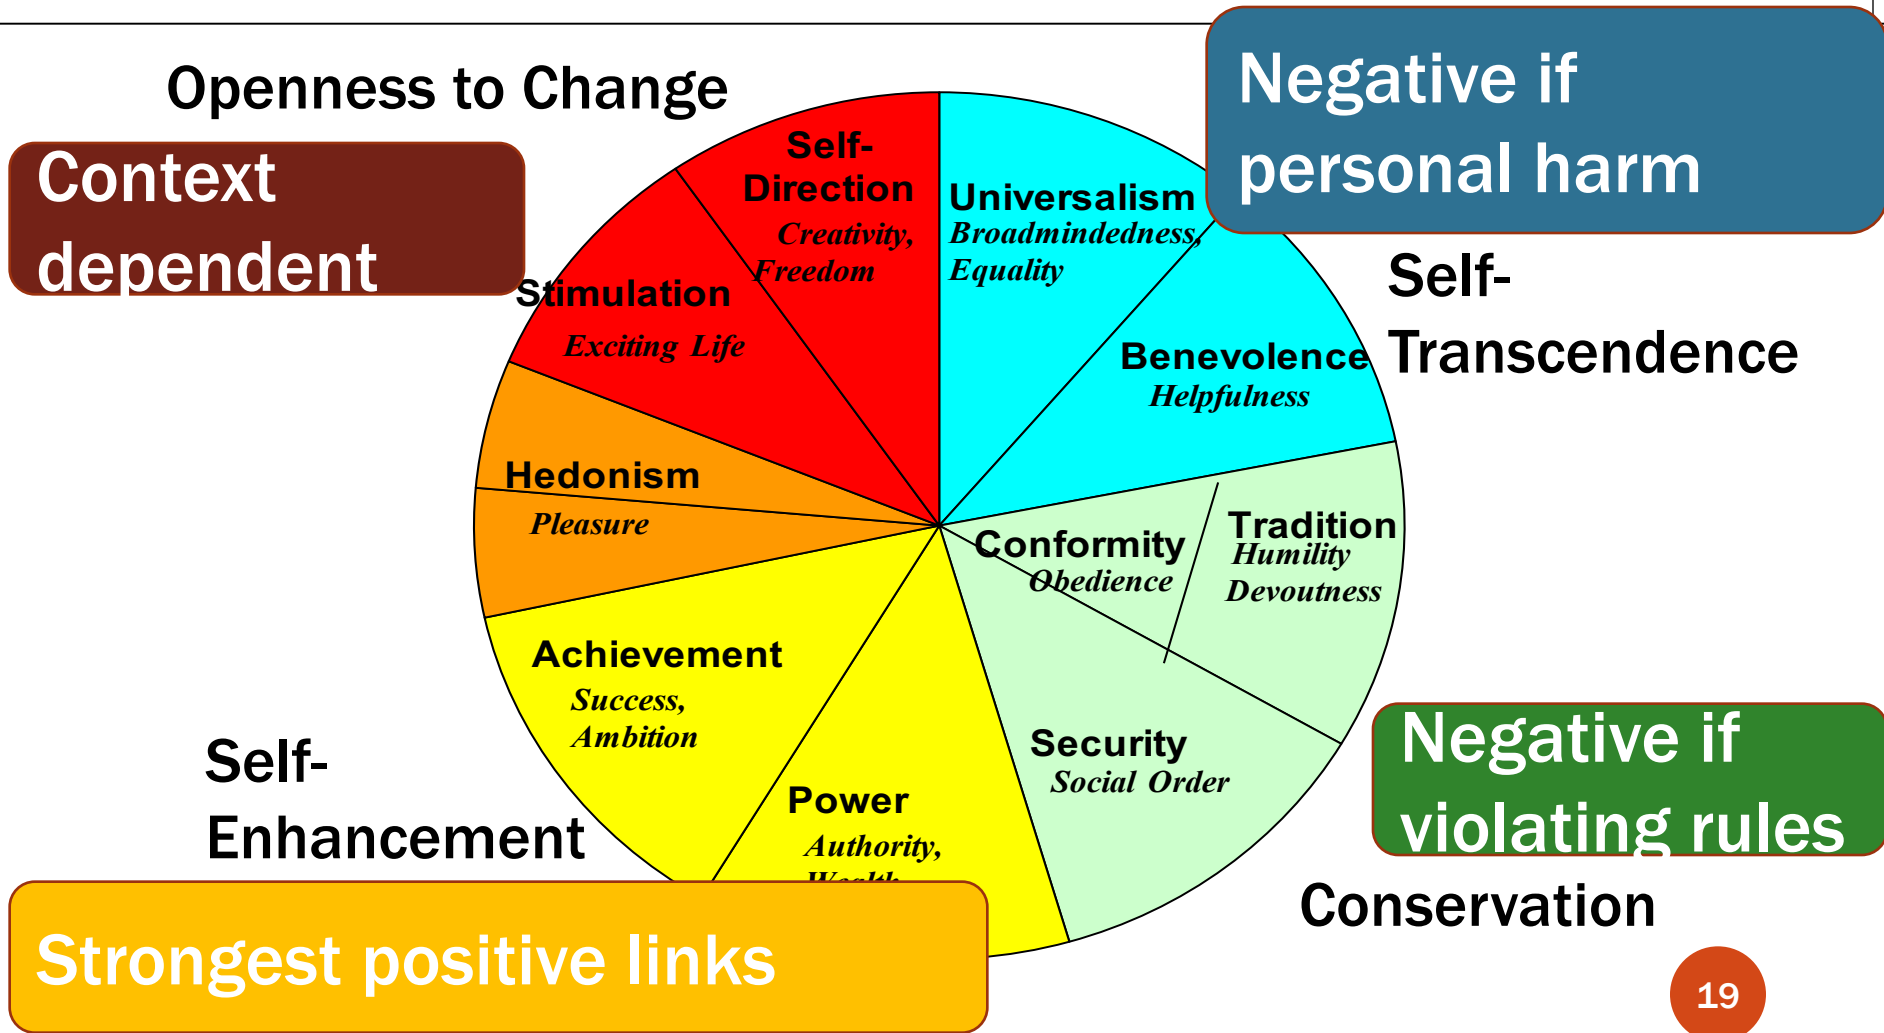 Openness to Change
Negative if
personal harm
Context
dependent
Self-
Direction
Creativity,
Freedom
Universalism
Broadmindedness,
Equality
Stimulation
Exciting Life
Self-
Transcendence
Benevolence
Helpfulness
Hedonism
Pleasure
Conformity
Obedience
Tradition
Humility
Devoutness
Achievement
Success,
Ambition
Security
Social Order
Power
Authority,
Wealth
Self-
Enhancement
Negative if
violating rules
Conservation
Strongest positive links
19